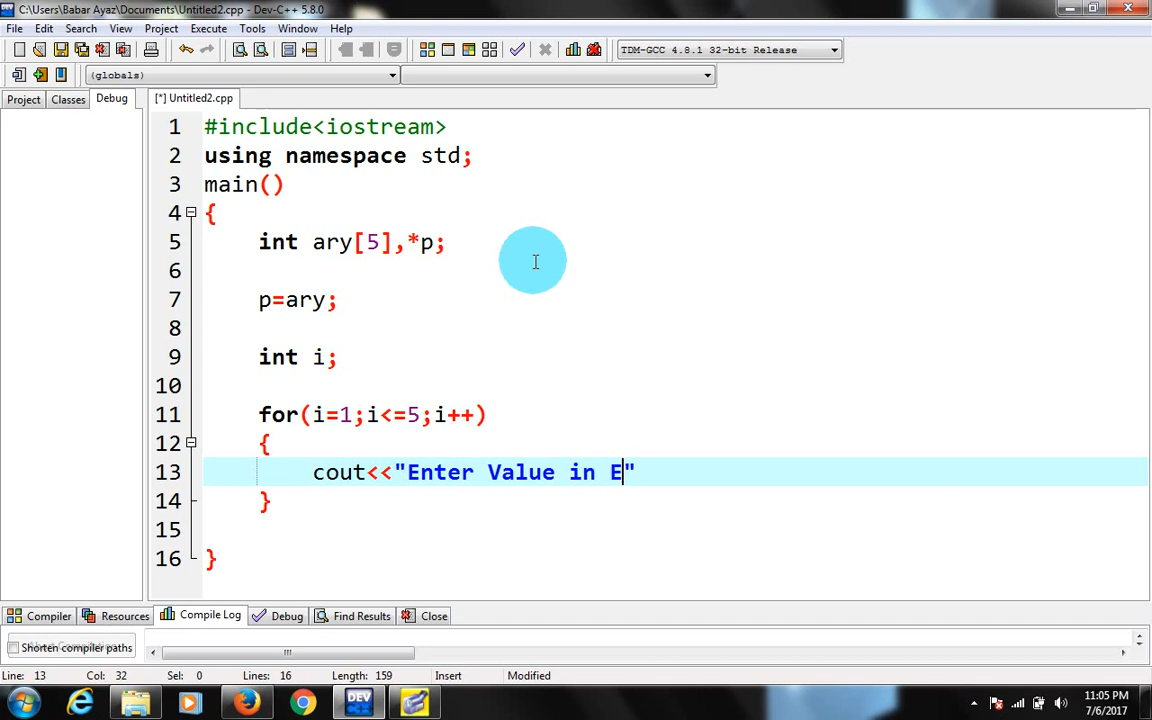 C:\Users\Babar Ayaz\Documents\Untitled2.cpp - Dev-C++ 5.8.0
File Edit Search View Project Execute Tools Window Help
TDM-GCC 4.8.1 32-bit Release
(globals)
Project Classes Debug [*] Untitled2.cpp
1 #include<iostream>
2 using namespace std;
3 main()
4 {
5 int ary[5],*p;
6
7 p=ary;
8
9 int i;
10
11 for(i=1;i<=5;i++)
12 {
13 cout<<"Enter Value in E"
14 }
15
16 }
Compiler Resources Compile Log Debug Find Results Close
Shorten compiler paths
Line: 13 Col: 32 Sel: 0 Lines: 16 Length: 159 Insert Modified
DEV
11:05 PM
7/6/2017